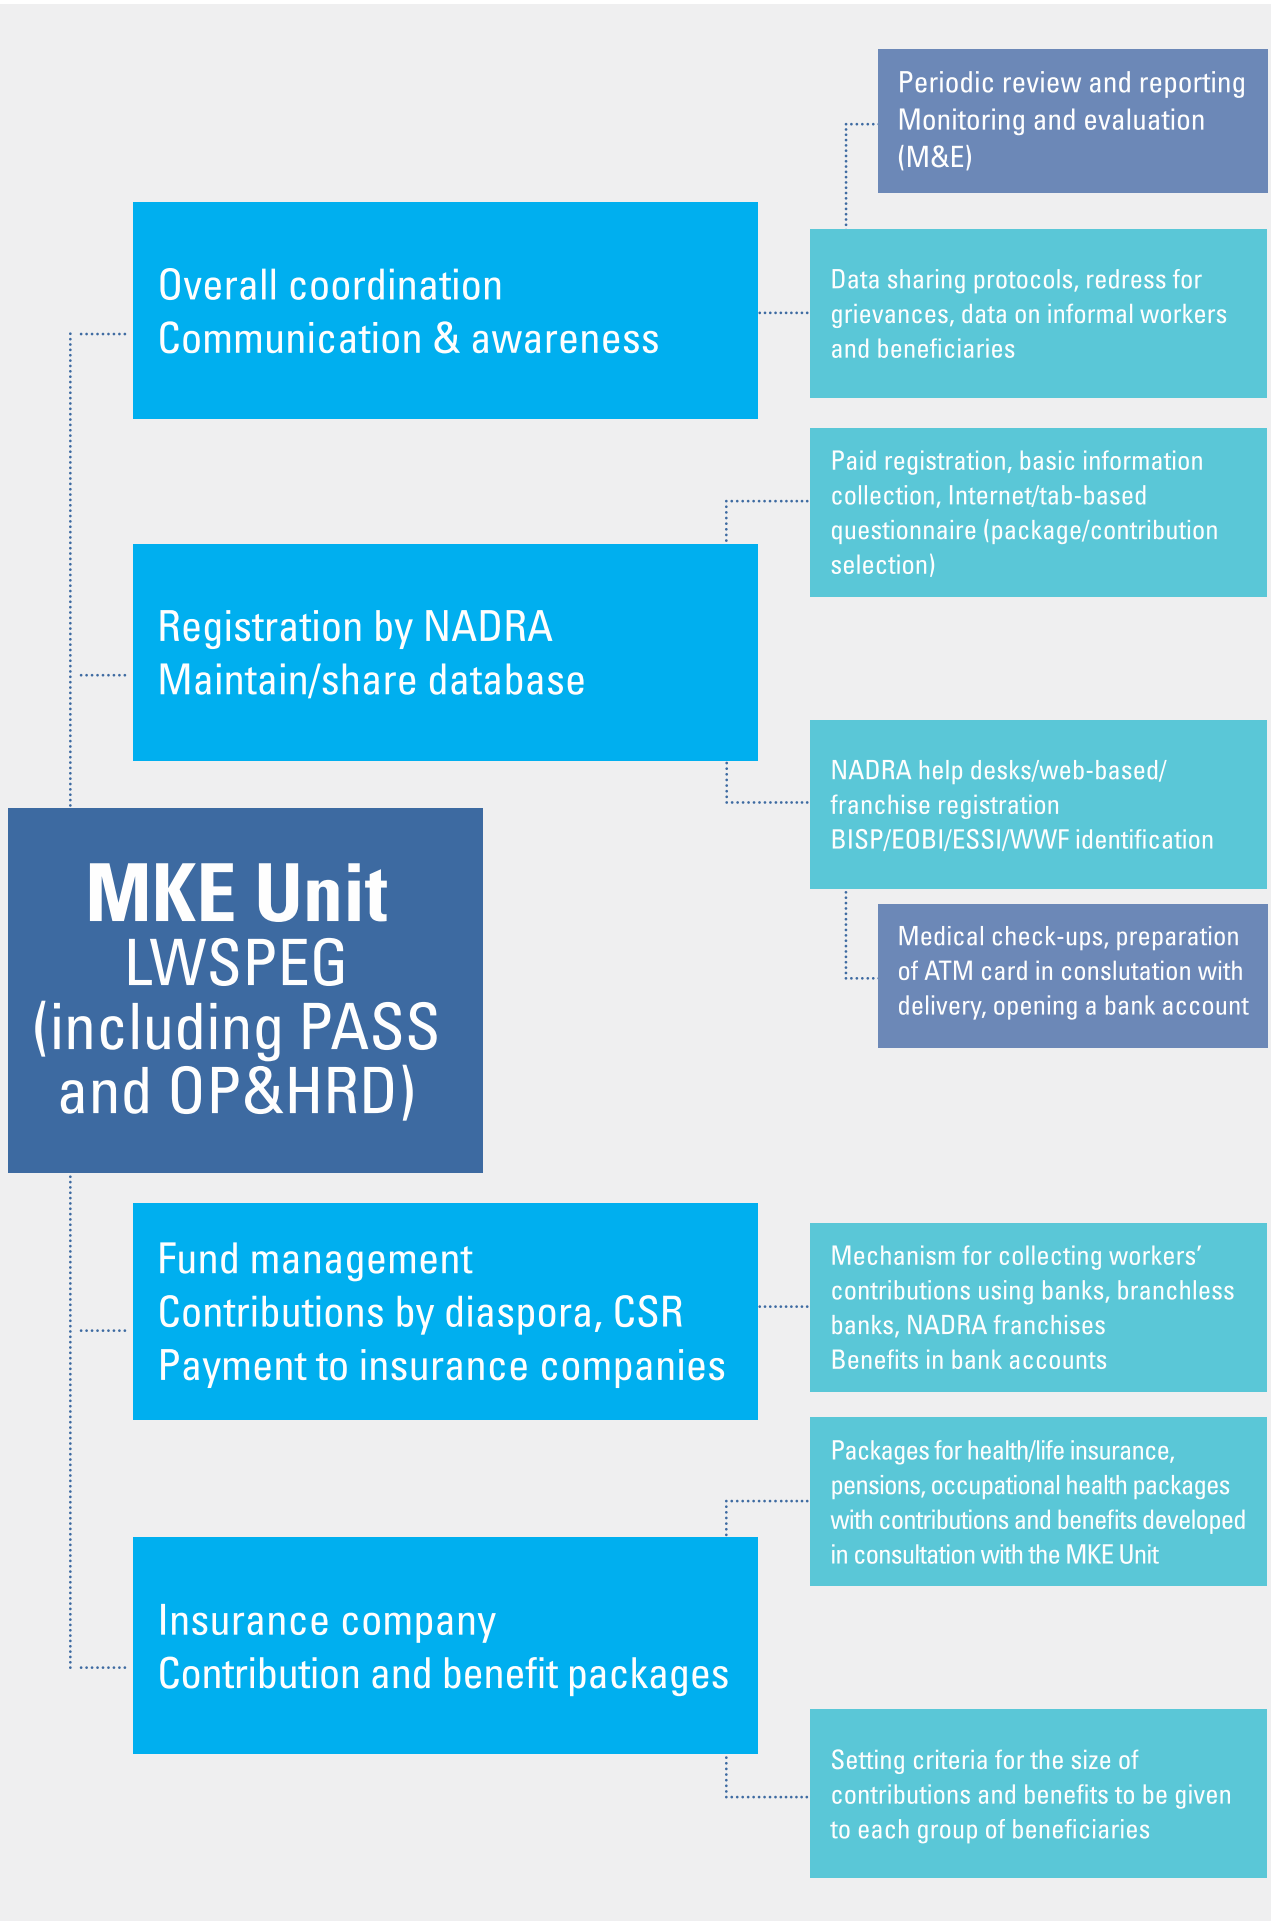 Periodic review and reporting
Monitoring and evaluation
(M&E)
Overall coordination
Communication & awareness
Data sharing protocols, redress for
grievances, data on informal workers
and beneficiaries
Paid registration, basic information
collection, Internet/tab-based
questionnaire (package/contribution
selection)
Registration by NADRA
Maintain/share database
NADRA help desks/web-based/
franchise registration
BISP/EOBI/ESSI/WWF identification
MKE Unit
LWSPEG
(including PASS
and OP&HRD)
Medical check-ups, preparation
of ATM card in conslutation with
delivery, opening a bank account
Fund management
Contributions by diaspora, CSR
Payment to insurance companies
Mechanism for collecting workers’
contributions using banks, branchless
banks, NADRA franchises
Benefits in bank accounts
Packages for health/life insurance,
pensions, occupational health packages
with contributions and benefits developed
in consultation with the MKE Unit
Insurance company
Contribution and benefit packages
Setting criteria for the size of
contributions and benefits to be given
to each group of beneficiaries